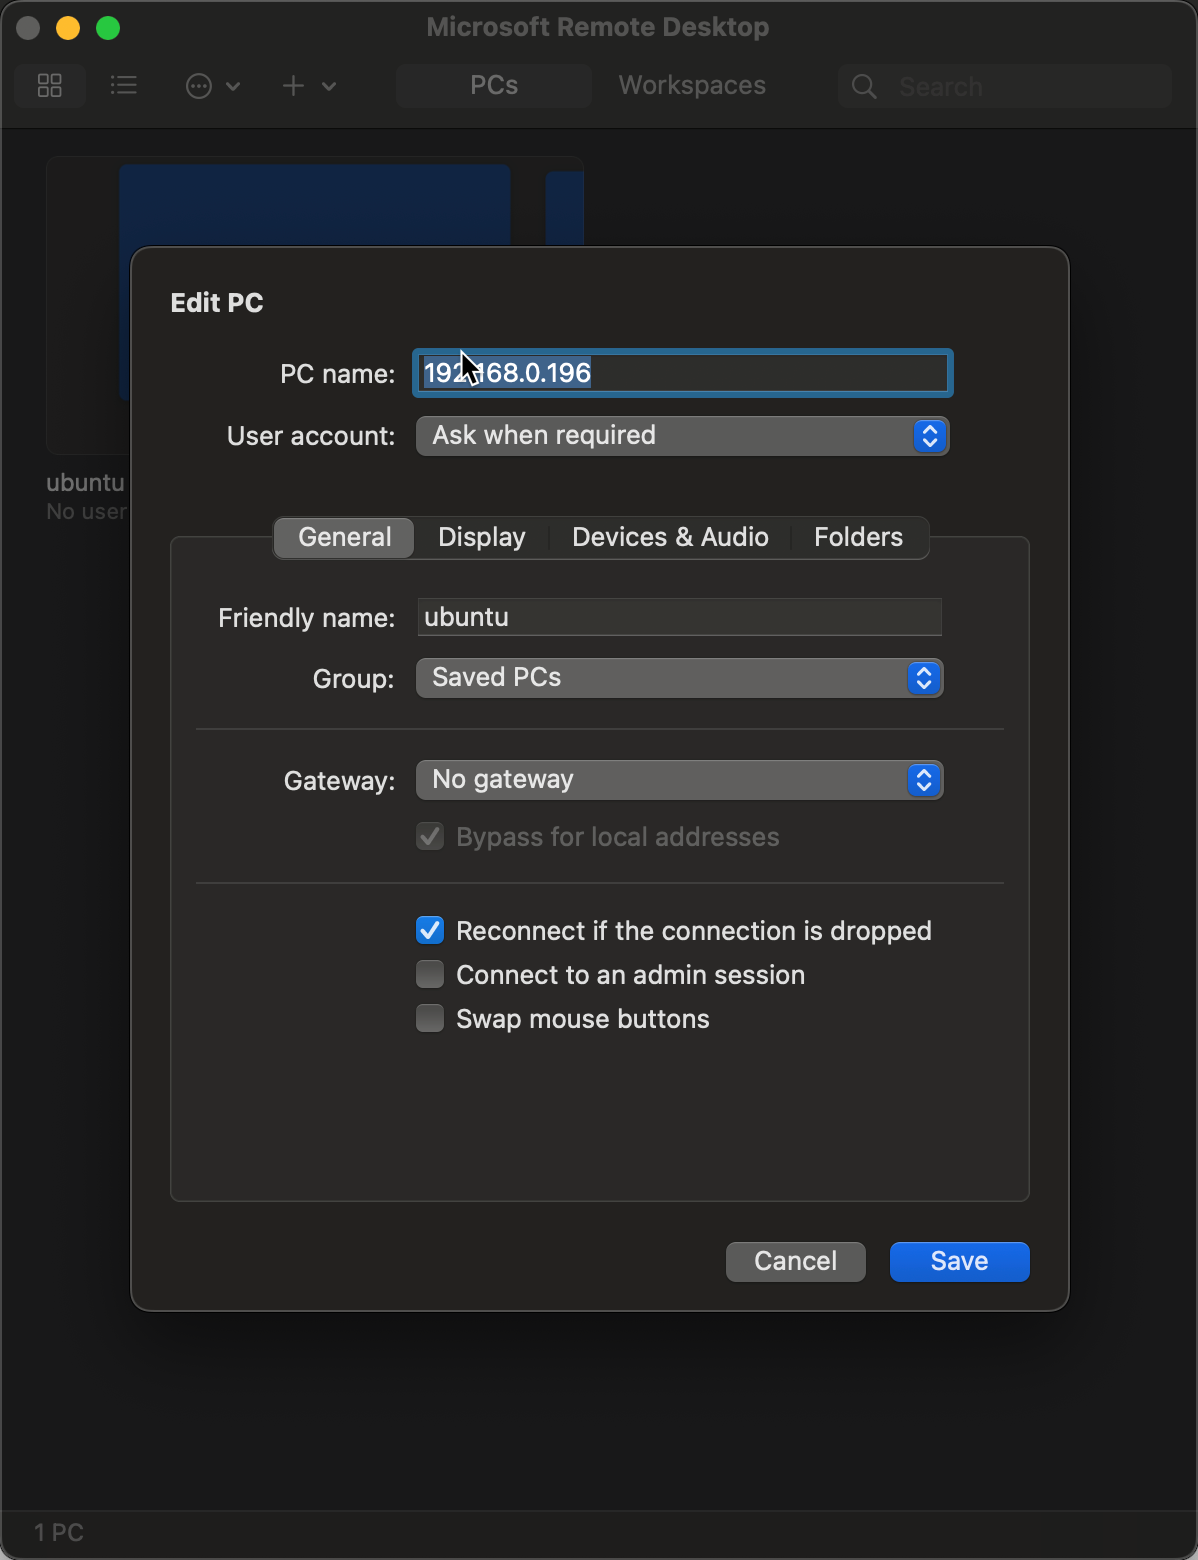 Microsoft Remote Desktop
PCs
Workspaces
Search
Edit PC
PC name: 192.168.0.196
User account: Ask when required
ubuntu
No user
General
Display
Devices & Audio
Folders
Friendly name: ubuntu
Group: Saved PCs
Gateway: No gateway
Bypass for local addresses
Reconnect if the connection is dropped
Connect to an admin session
Swap mouse buttons
Cancel
Save
1 PC